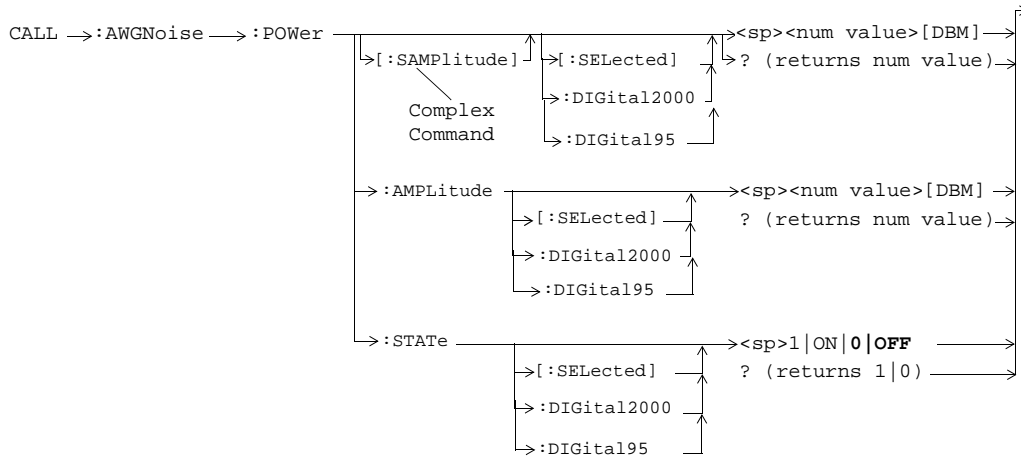 CALL :AWGNoise :POWer <sp><num value>[DBM]
[:SAMPlitude] [:SELected] ? (returns num value)
Complex :DIGital2000
Command
:DIGital95
:AMPLitude <sp><num value>[DBM]
[:SELected] ? (returns num value)
:DIGital2000
:DIGital95
:STATe <sp>1|ON|0|OFF
[:SELected] ? (returns 1|0)
:DIGital2000
:DIGital95